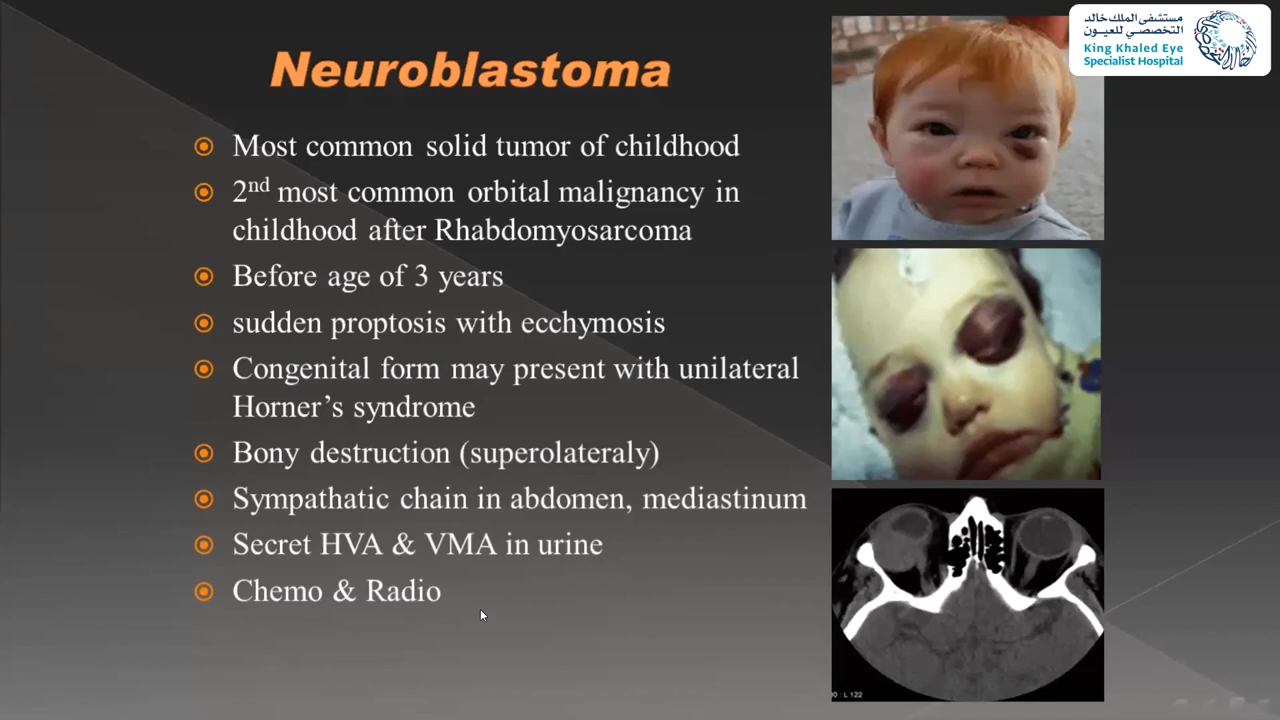 مستشفى الملك خالد
التخصصي للعيون
King Khaled Eye
Specialist Hospital
Neuroblastoma
Most common solid tumor of childhood
2nd most common orbital malignancy in
childhood after Rhabdomyosarcoma
Before age of 3 years
sudden proptosis with ecchymosis
Congenital form may present with unilateral
Horner’s syndrome
Bony destruction (superolateraly)
Sympathatic chain in abdomen, mediastinum
Secret HVA & VMA in urine
Chemo & Radio
L 122